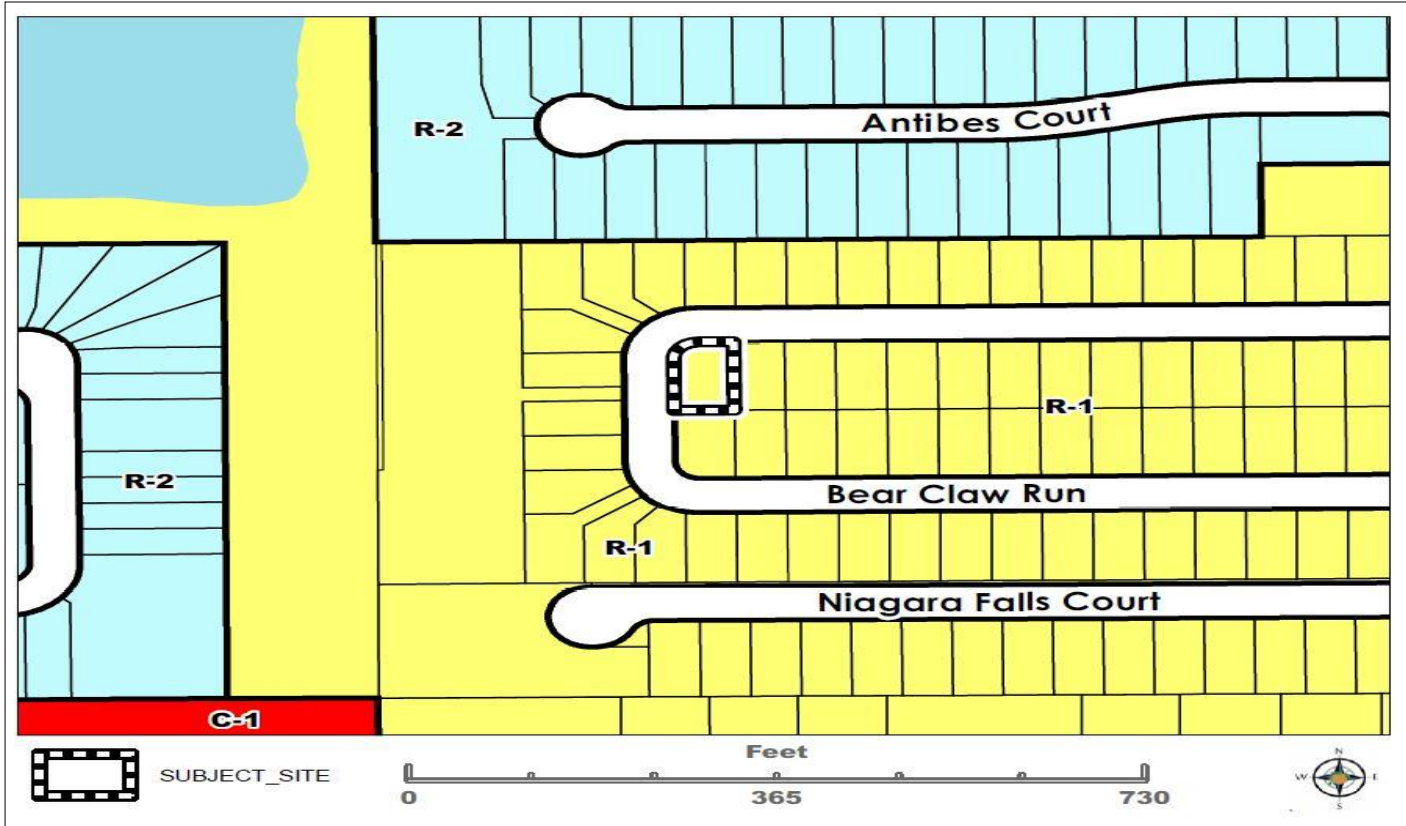 R-2
Antibes Court
R-1
R-2
Bear Claw Run
R-1
Niagara Falls Court
C-1
SUBJECT_SITE
Feet
0 365 730
N
W E
S